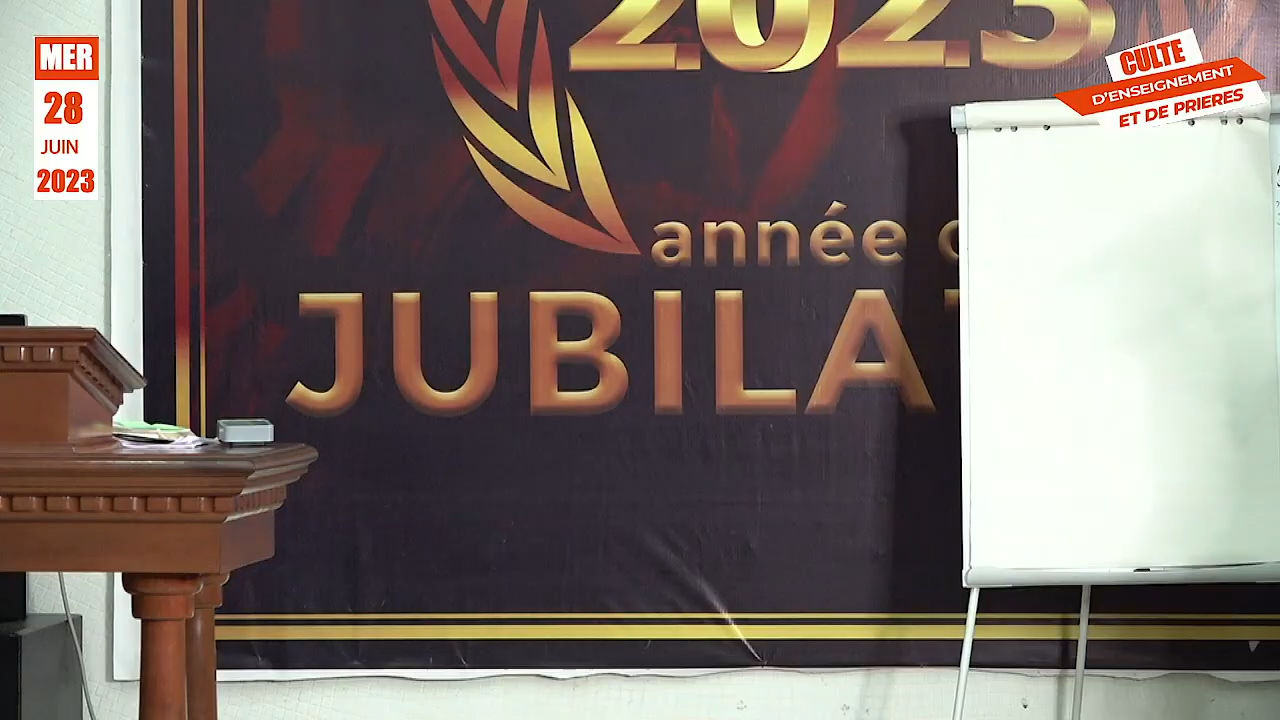 MER
28
JUIN
2023
CULTE
D'ENSEIGNEMENT
ET DE PRIERES
2023
année
JUBILA